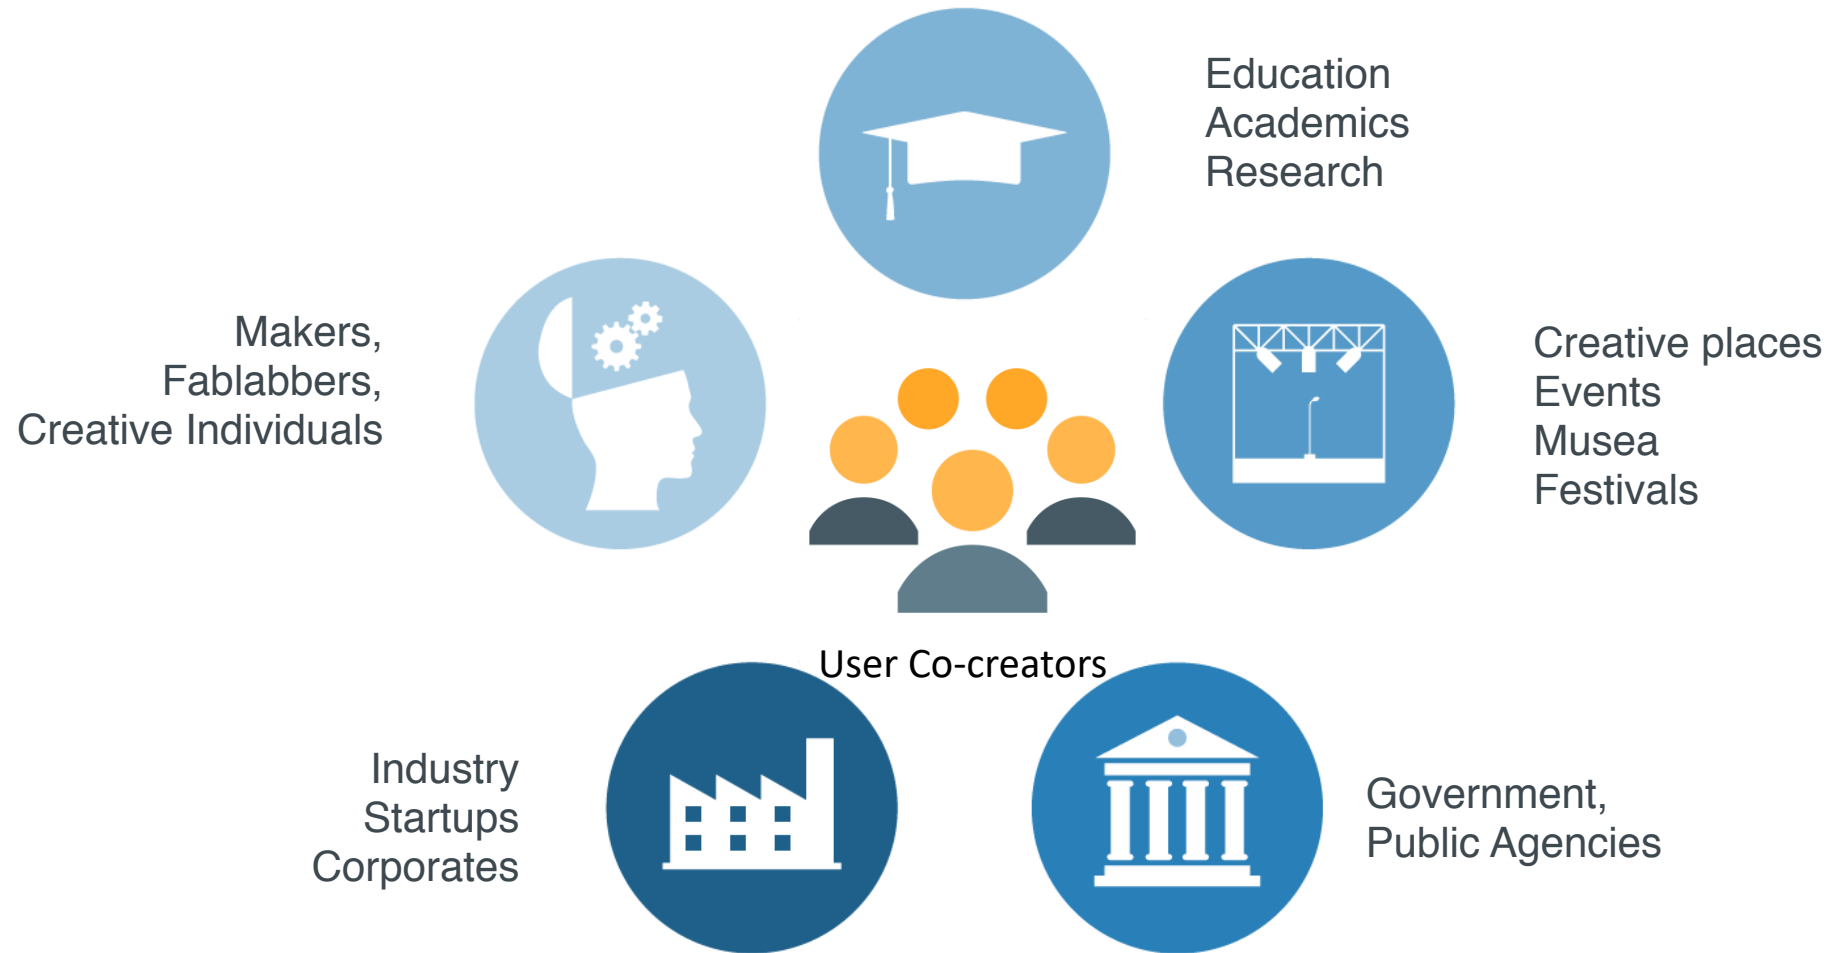 Education
Academics
Research
Makers,
Fablabbers,
Creative Individuals
Creative places
Events
Musea
Festivals
User Co-creators
Industry
Startups
Corporates
Government,
Public Agencies